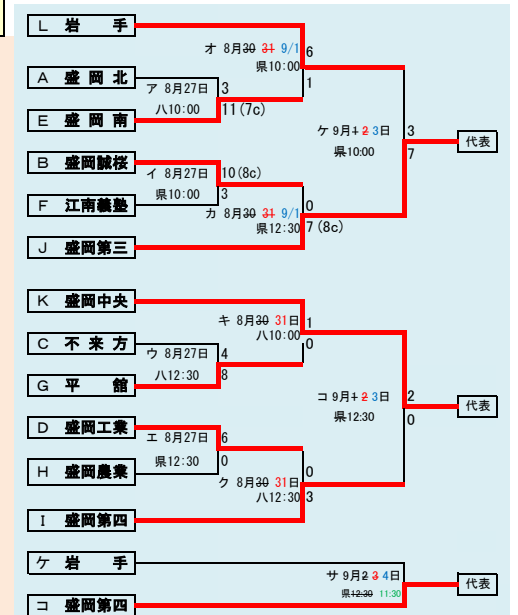 L 岩 手
オ 8月30 31 9/1 6
県10:00 1
A 盛 岡 北
ア 8月27日 3
八10:00 11(7c)
E 盛 岡 南
ケ 9月1 2 3日 3
県10:00 7
代表
B 盛岡誠桜
イ 8月27日 10(8c)
県10:00 3
F 江南義塾
カ 8月30 31 9/1 0
県12:30 7(8c)
J 盛岡第三
K 盛岡中央
キ 8月30 31日 1
八10:00 0
C 不 来 方
ウ 8月27日 4
八12:30 8
G 平 舘
コ 9月1 2 3日 2
県12:30 0
代表
D 盛岡工業
エ 8月27日 6
県12:30 0
H 盛岡農業
ク 8月30 31日 0
八12:30 3
I 盛岡第四
ケ 岩 手
サ 9月2 3 4日
県12:30 11:30
代表
コ 盛岡第四